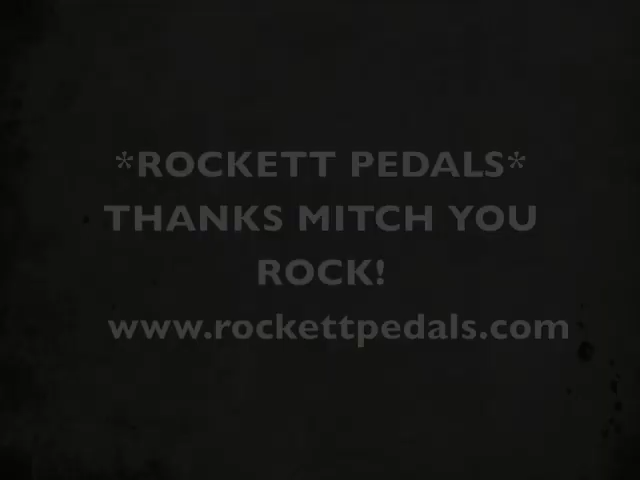 *ROCKETT PEDALS*
THANKS MITCH YOU
ROCK!
www.rockettpedals.com